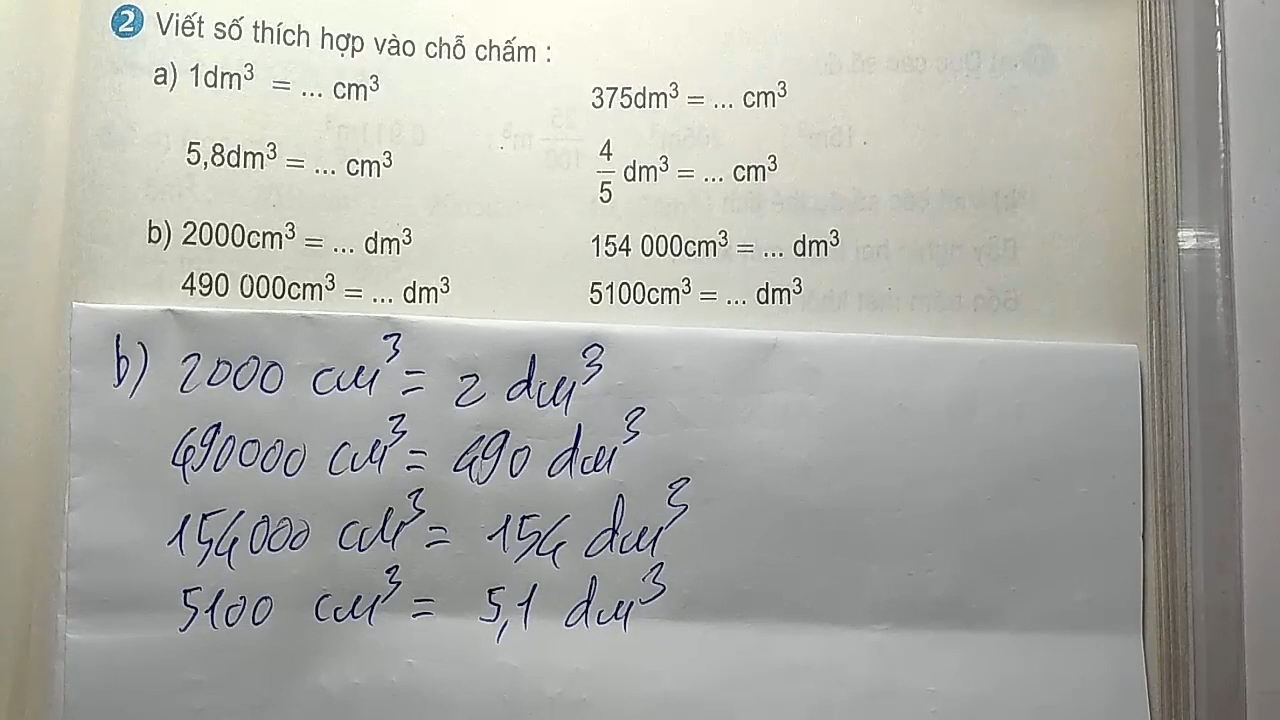 2 Viết số thích hợp vào chỗ chấm :
a) 1dm³ = ... cm³ 375dm³ = ... cm³
5,8dm³ = ... cm³ 4/5 dm³ = ... cm³
b) 2000cm³ = ... dm³ 154 000cm³ = ... dm³
490 000cm³ = ... dm³ 5100cm³ = ... dm³
b) 2000 cm³ = 2 dm³
490000 cm³ = 490 dm³
154000 cm³ = 154 dm³
5100 cm³ = 5,1 dm³